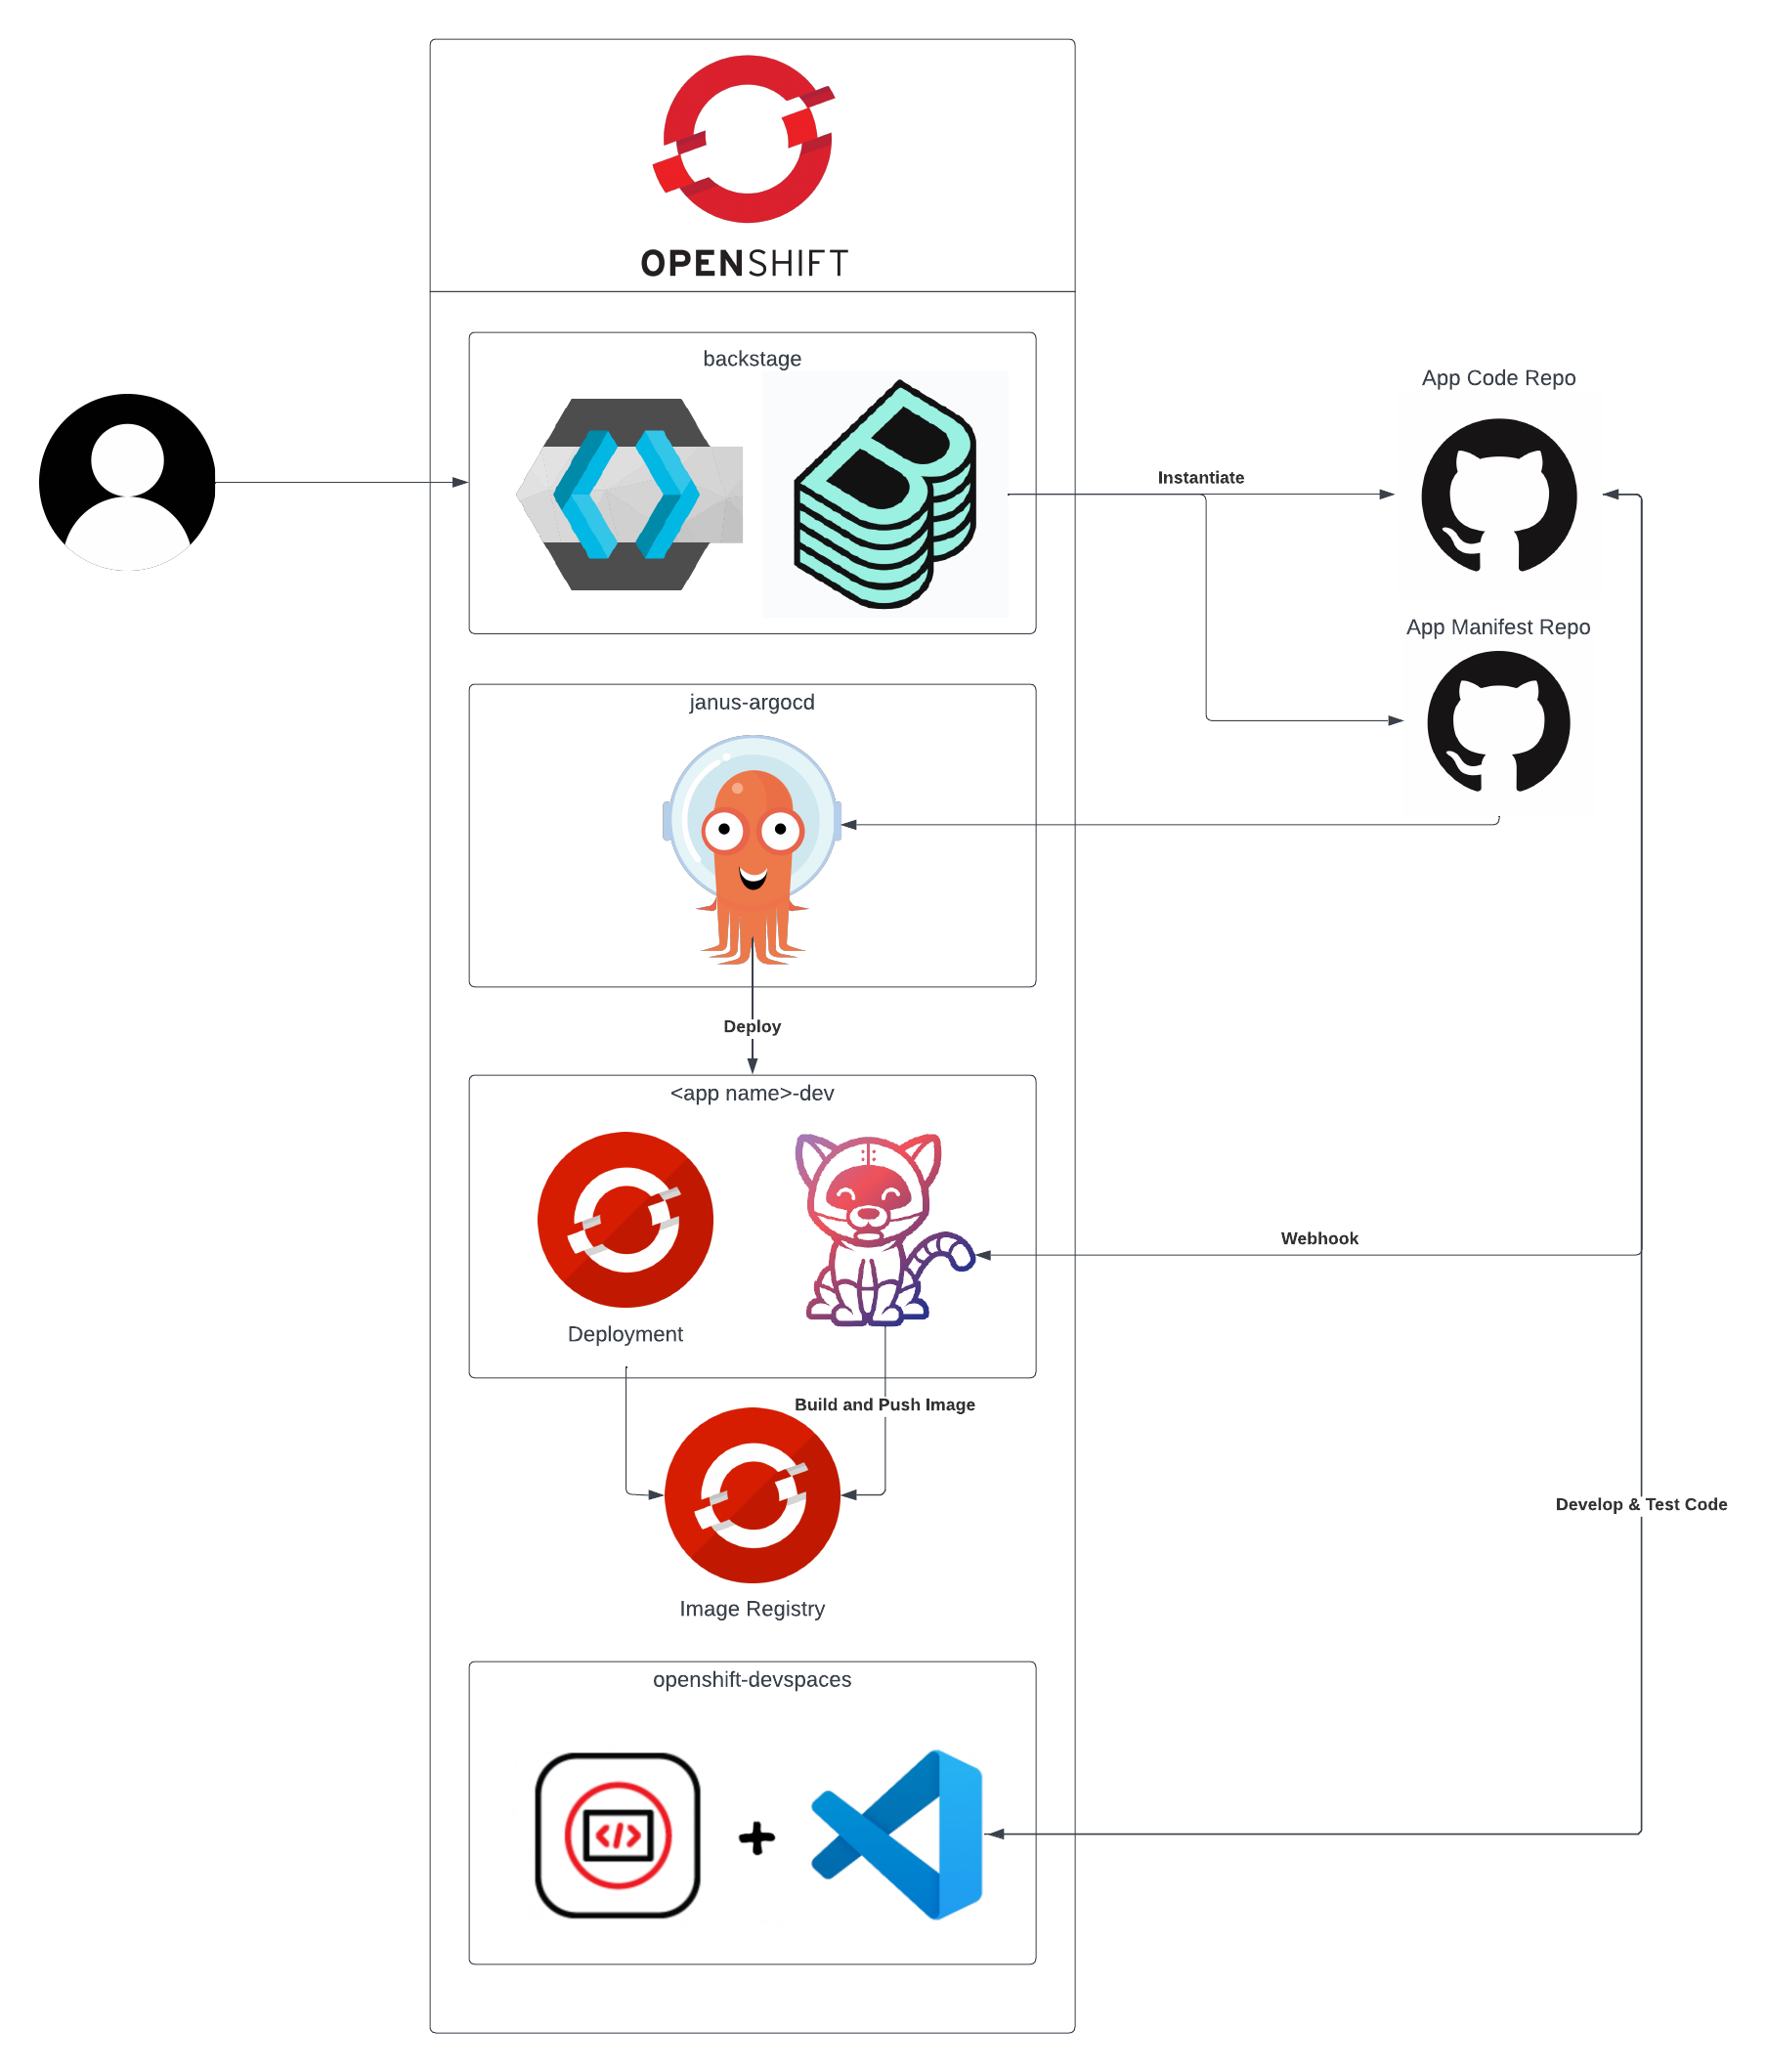 OPENSHIFT
backstage
App Code Repo
Instantiate
App Manifest Repo
janus-argocd
Deploy
<app name>-dev
Webhook
Deployment
Build and Push Image
Develop & Test Code
Image Registry
openshift-devspaces